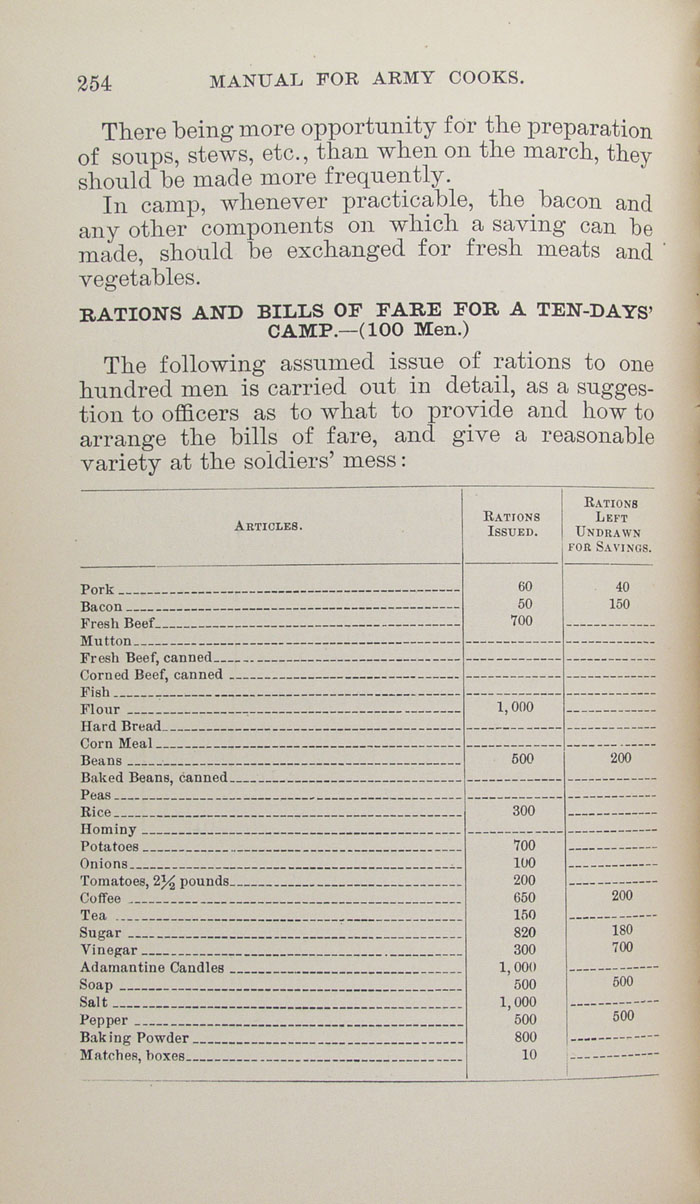 254 MANUAL FOR ARMY COOKS.
There being more opportunity for the preparation
of soups, stews, etc., than when on the march, they
should be made more frequently.
In camp, whenever practicable, the bacon and
any other components on which a saving can be
made, should be exchanged for fresh meats and
vegetables.
RATIONS AND BILLS OF FARE FOR A TEN-DAYS'
CAMP.—(100 Men.)
The following assumed issue of rations to one
hundred men is carried out in detail, as a sugges-
tion to officers as to what to provide and how to
arrange the bills of fare, and give a reasonable
variety at the soldiers' mess:
ARTICLES. RATIONS ISSUED. RATIONS LEFT UNDRAWN FOR SAVINGS.
Pork 60 40
Bacon 50 150
Fresh Beef 700
Mutton
Fresh Beef, canned
Corned Beef, canned
Fish
Flour 1,000
Hard Bread
Corn Meal
Beans 500 200
Baked Beans, canned
Peas
Rice 300
Hominy
Potatoes 700
Onions 100
Tomatoes, 2½ pounds 200
Coffee 650 200
Tea 150
Sugar 820 180
Vinegar 300 700
Adamantine Candles 1,000
Soap 500 500
Salt 1,000
Pepper 500 500
Baking Powder 800
Matches, boxes 10